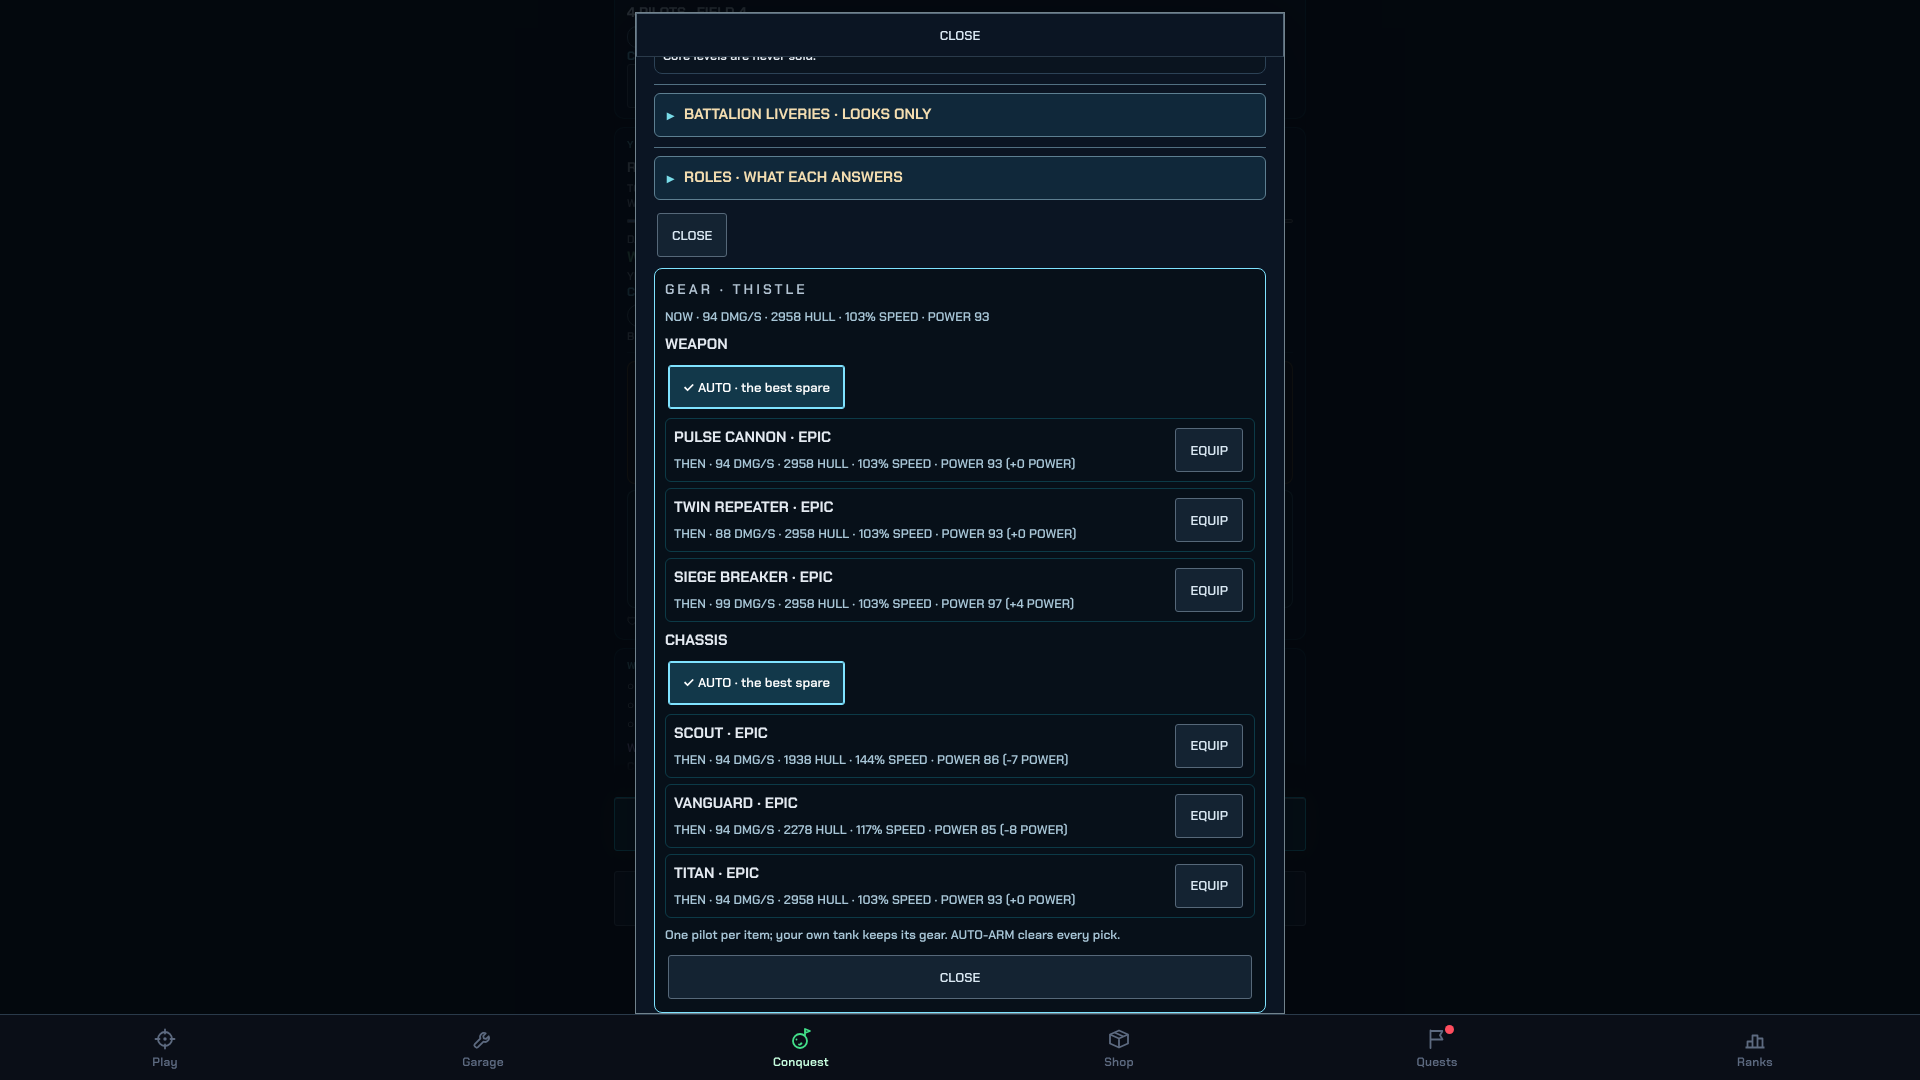 CLOSE
Core levels are never sold.
▸ BATTALION LIVERIES · LOOKS ONLY
▸ ROLES · WHAT EACH ANSWERS
CLOSE
GEAR · THISTLE
NOW · 94 DMG/S · 2958 HULL · 103% SPEED · POWER 93
WEAPON
✓ AUTO · the best spare
PULSE CANNON · EPIC
THEN · 94 DMG/S · 2958 HULL · 103% SPEED · POWER 93 (+0 POWER)
EQUIP
TWIN REPEATER · EPIC
THEN · 88 DMG/S · 2958 HULL · 103% SPEED · POWER 93 (+0 POWER)
EQUIP
SIEGE BREAKER · EPIC
THEN · 99 DMG/S · 2958 HULL · 103% SPEED · POWER 97 (+4 POWER)
EQUIP
CHASSIS
✓ AUTO · the best spare
SCOUT · EPIC
THEN · 94 DMG/S · 1938 HULL · 144% SPEED · POWER 86 (-7 POWER)
EQUIP
VANGUARD · EPIC
THEN · 94 DMG/S · 2278 HULL · 117% SPEED · POWER 85 (-8 POWER)
EQUIP
TITAN · EPIC
THEN · 94 DMG/S · 2958 HULL · 103% SPEED · POWER 93 (+0 POWER)
EQUIP
One pilot per item; your own tank keeps its gear. AUTO-ARM clears every pick.
CLOSE
Play
Garage
Conquest
Shop
Quests
Ranks